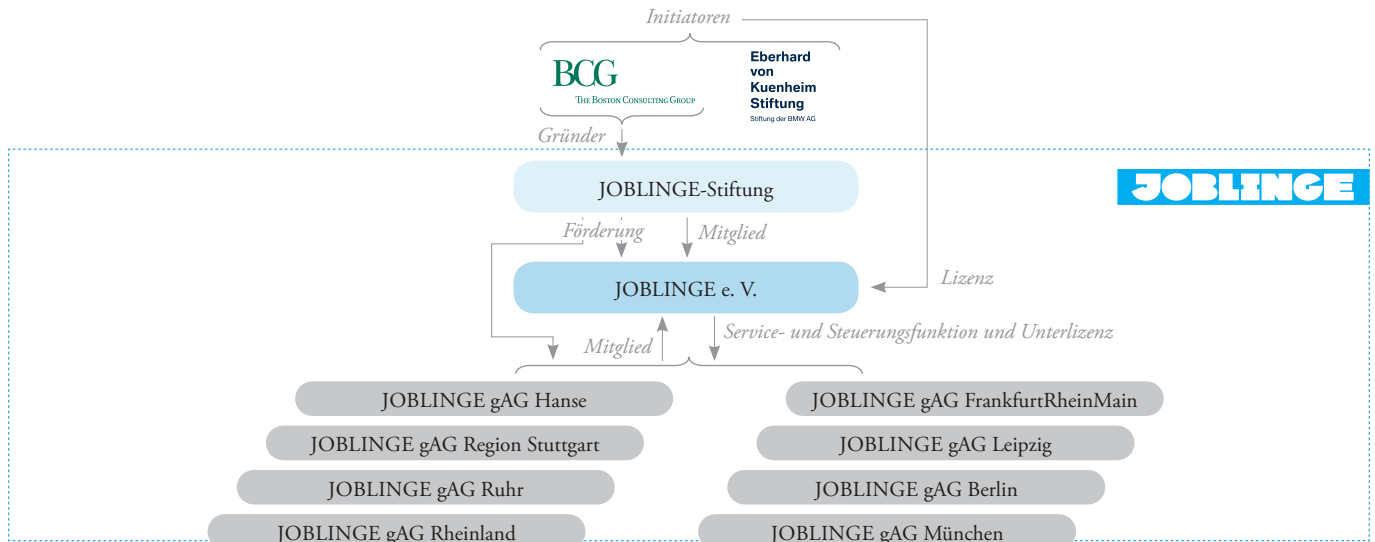 Initiatoren
BCG
THE BOSTON CONSULTING GROUP
Eberhard
von
Kuenheim
Stiftung
Stiftung der BMW AG
Gründer
JOBLINGE-Stiftung
JOBLINGE
Förderung
Mitglied
JOBLINGE e. V.
Lizenz
Service- und Steuerungsfunktion und Unterlizenz
Mitglied
JOBLINGE gAG Hanse
JOBLINGE gAG FrankfurtRheinMain
JOBLINGE gAG Region Stuttgart
JOBLINGE gAG Leipzig
JOBLINGE gAG Ruhr
JOBLINGE gAG Berlin
JOBLINGE gAG Rheinland
JOBLINGE gAG München